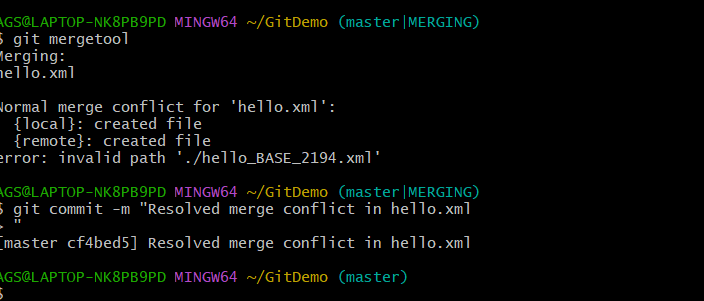 AGS@LAPTOP-NK8PB9PD MINGW64 ~/GitDemo (master|MERGING)
$ git mergetool
Merging:
hello.xml

Normal merge conflict for 'hello.xml':
  {local}: created file
  {remote}: created file
error: invalid path './hello_BASE_2194.xml'

AGS@LAPTOP-NK8PB9PD MINGW64 ~/GitDemo (master|MERGING)
$ git commit -m "Resolved merge conflict in hello.xml
> "
[master cf4bed5] Resolved merge conflict in hello.xml

AGS@LAPTOP-NK8PB9PD MINGW64 ~/GitDemo (master)
$